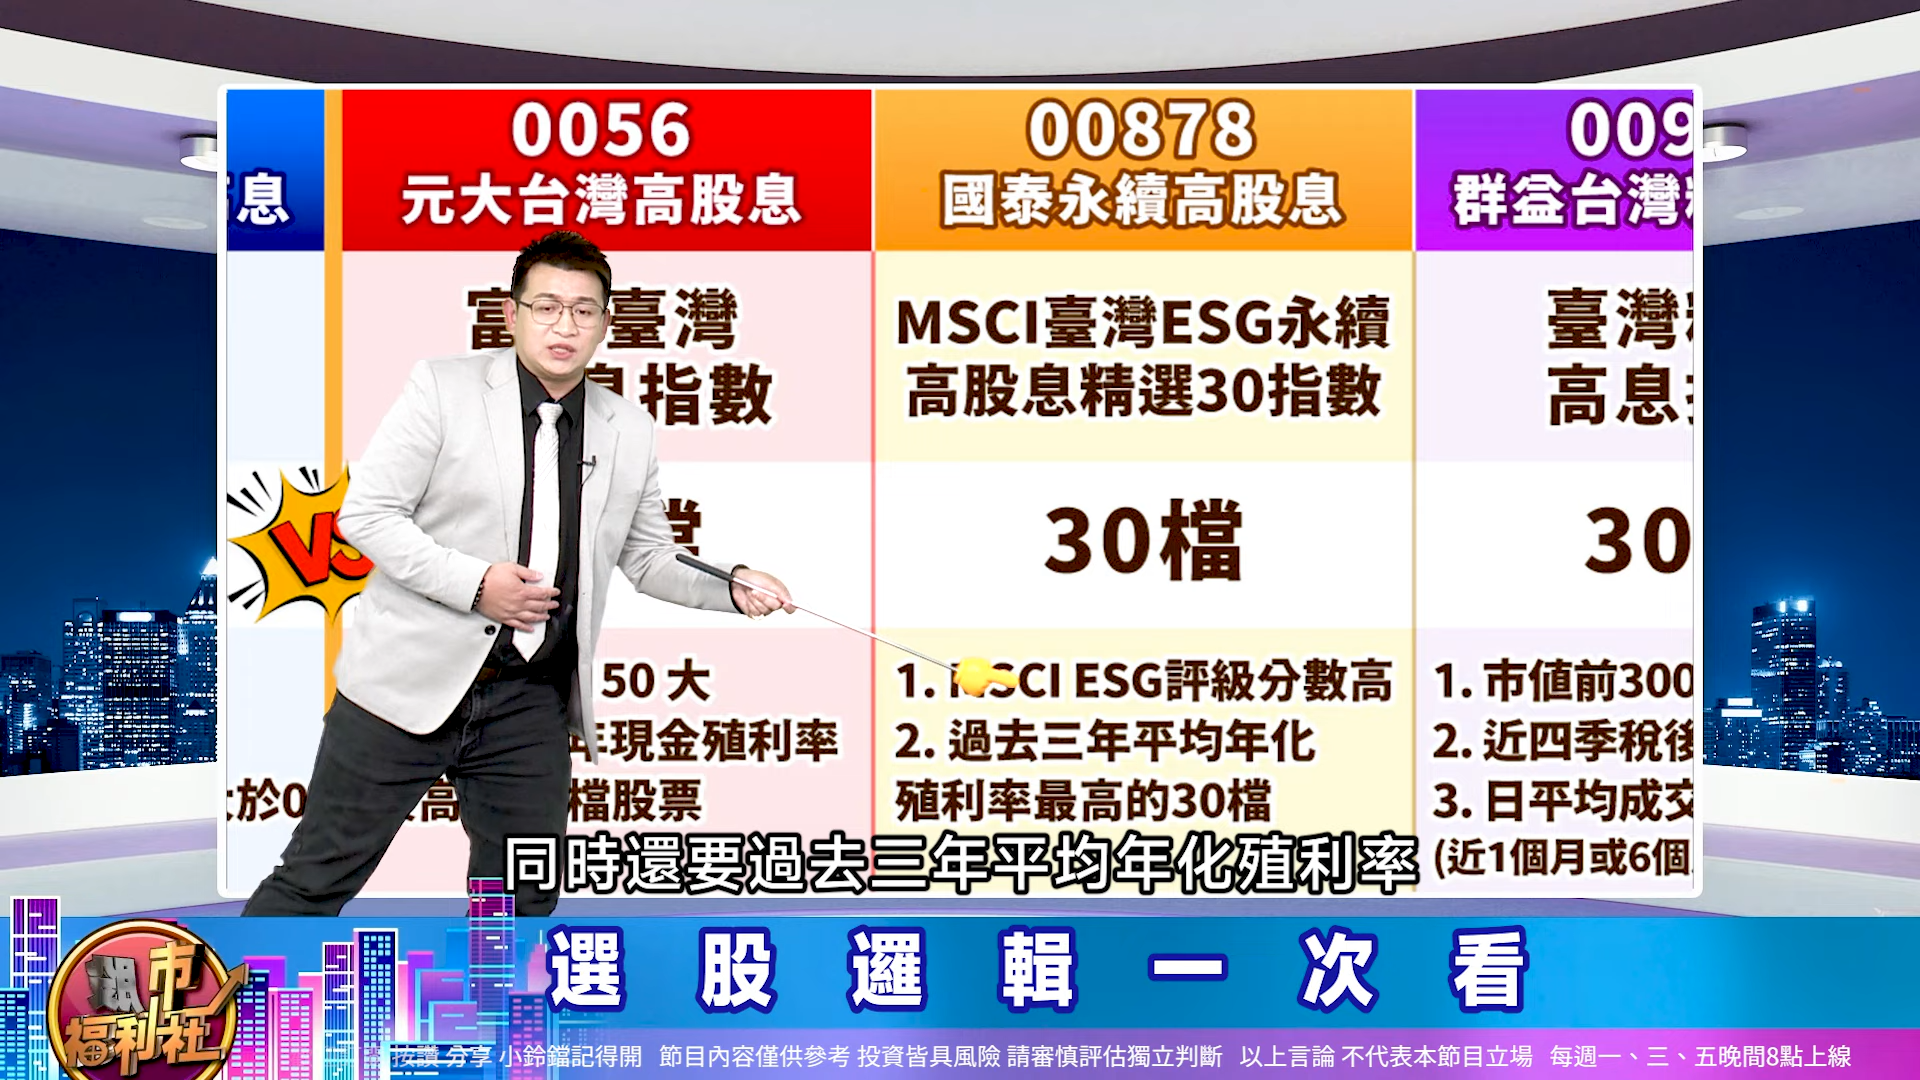 息
0056
元大台灣高股息
00878
國泰永續高股息
009
群益台灣
富 臺灣
息指數
MSCI臺灣ESG永續
高股息精選30指數
臺灣
高息
VS
檔
30檔
30
50 大
年現金殖利率
檔股票
於0
高
1. MSCI ESG評級分數高
2. 過去三年平均年化
殖利率最高的30檔
1. 市值前300
2. 近四季稅後
3. 日平均成交
(近1個月或6個
同時還要過去三年平均年化殖利率
選股邏輯一次看
市
福利社
按讚 分享 小鈴鐺記得開 節目內容僅供參考 投資皆具風險 請審慎評估獨立判斷 以上言論 不代表本節目立場 每週一、三、五晚間8點上線